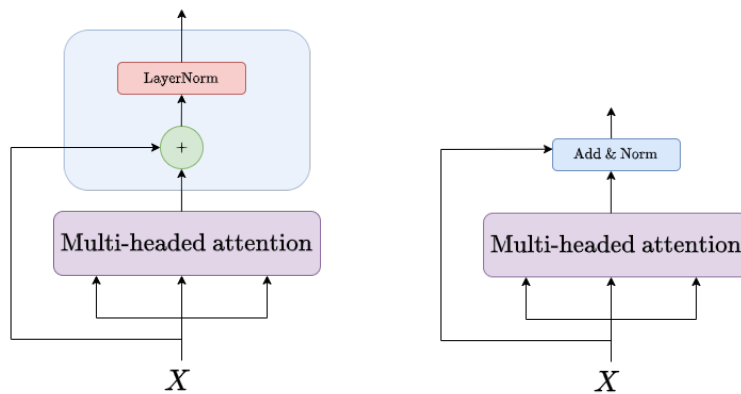 LayerNorm
+
Multi-headed attention
X
Add & Norm
Multi-headed attention
X